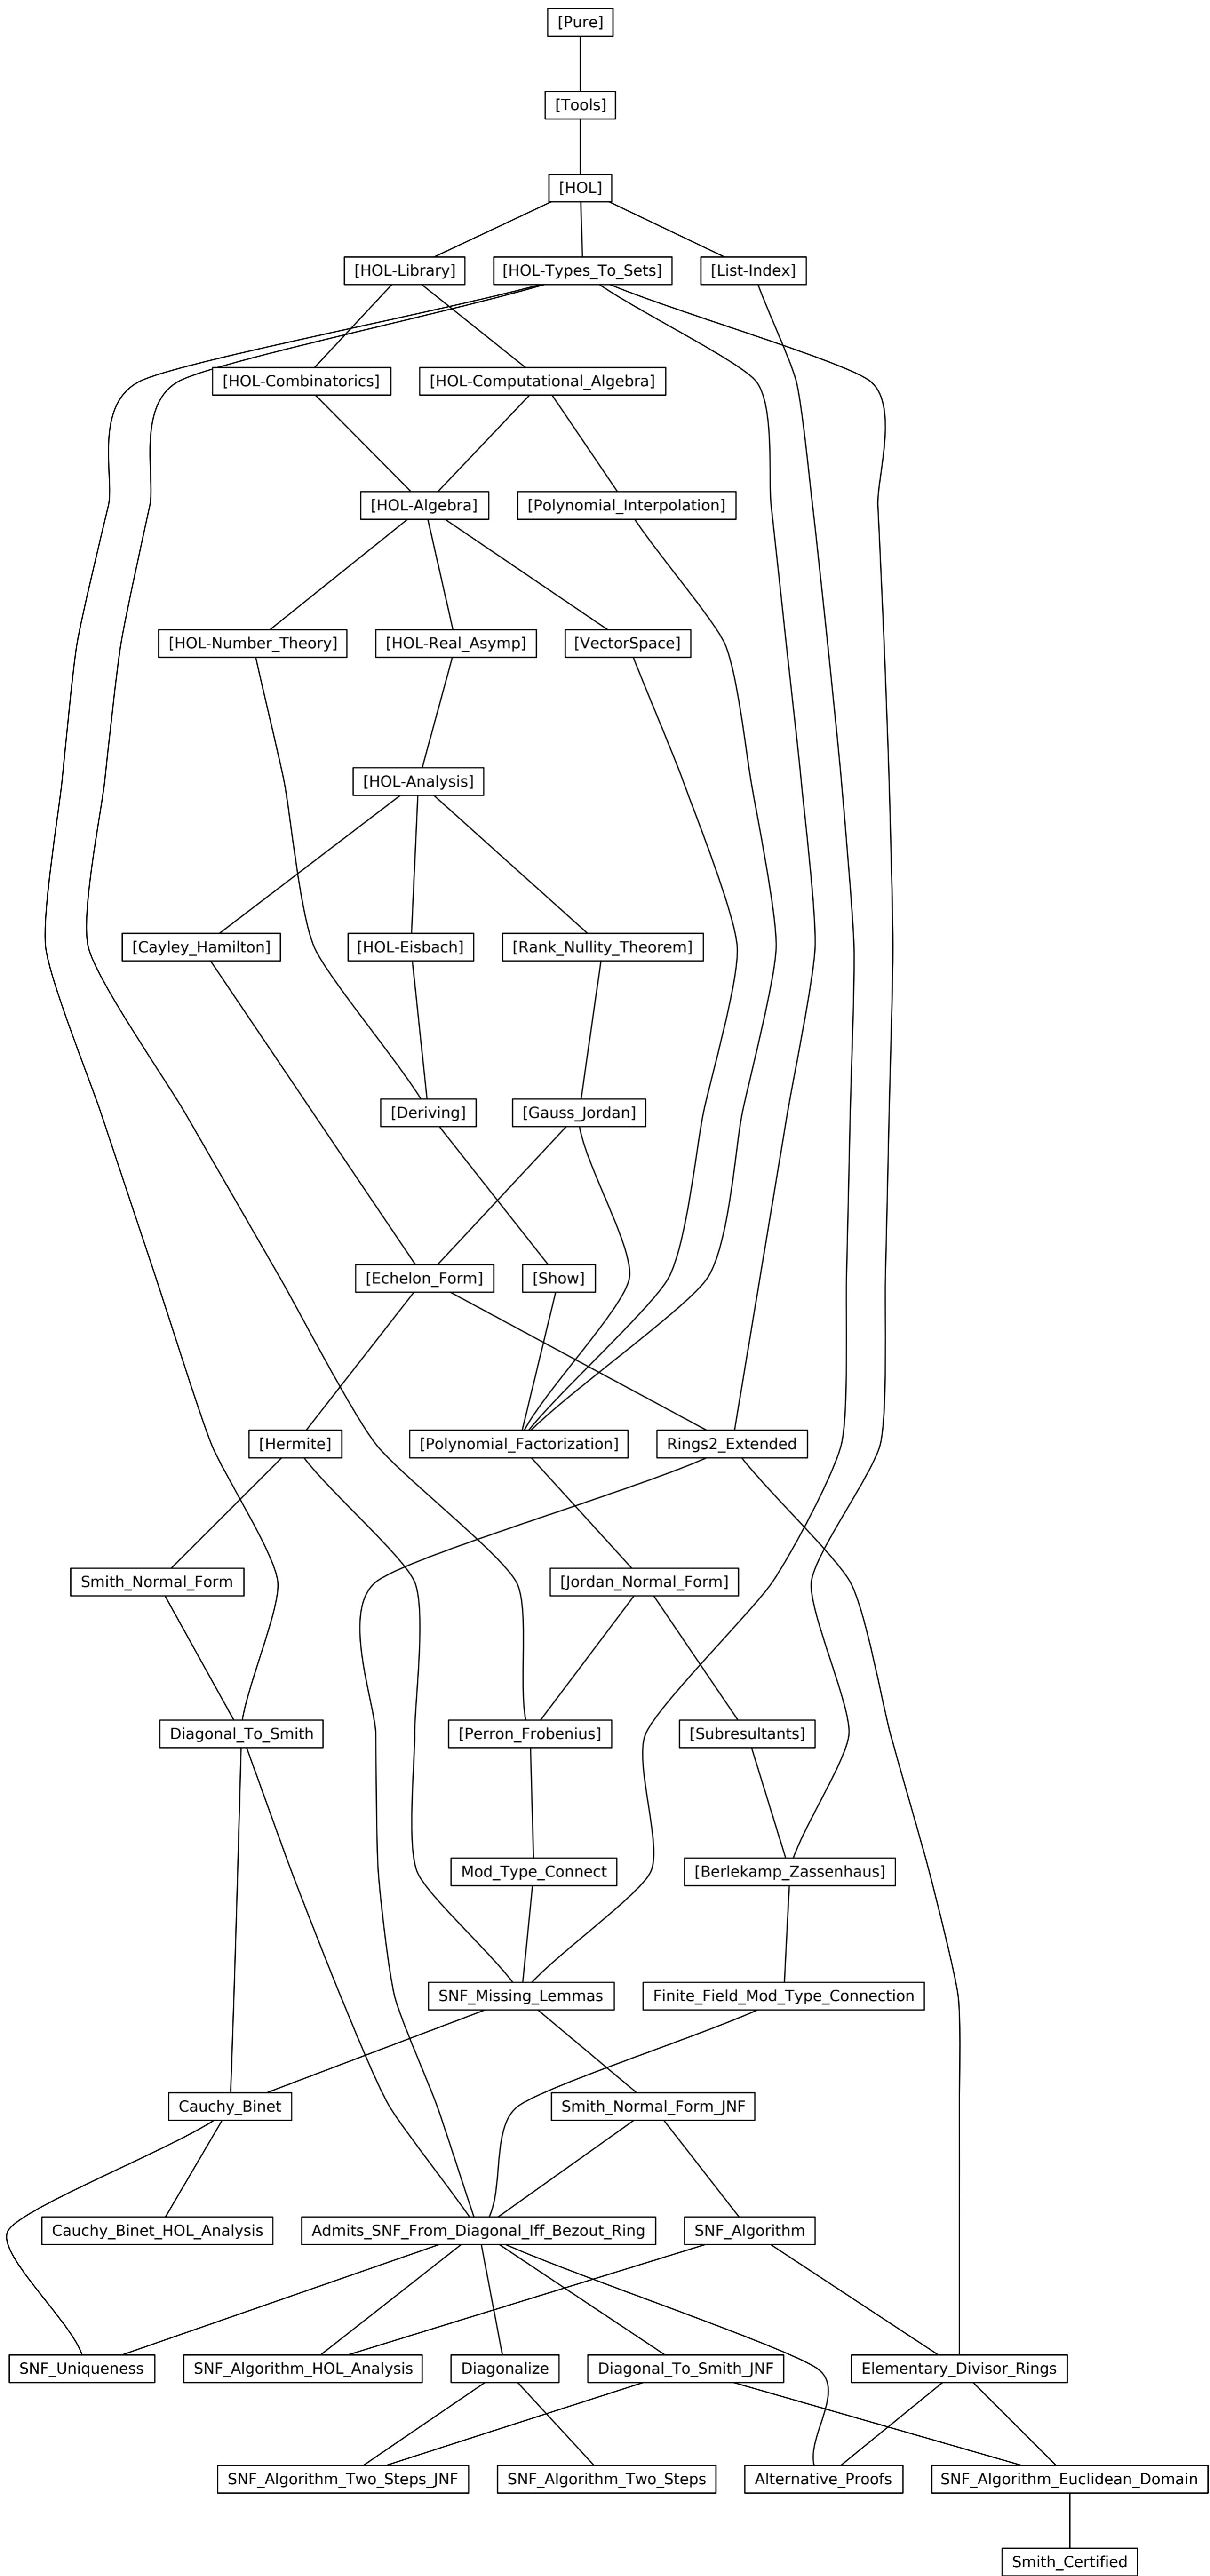 [Pure]
[Tools]
[HOL]
[HOL-Library]
[HOL-Types_To_Sets]
[List-Index]
[HOL-Combinatorics]
[HOL-Computational_Algebra]
[HOL-Algebra]
[Polynomial_Interpolation]
[HOL-Number_Theory]
[HOL-Real_Asymp]
[VectorSpace]
[HOL-Analysis]
[Cayley_Hamilton]
[HOL-Eisbach]
[Rank_Nullity_Theorem]
[Deriving]
[Gauss_Jordan]
[Echelon_Form]
[Show]
[Hermite]
[Polynomial_Factorization]
Rings2_Extended
Smith_Normal_Form
[Jordan_Normal_Form]
Diagonal_To_Smith
[Perron_Frobenius]
[Subresultants]
Mod_Type_Connect
[Berlekamp_Zassenhaus]
SNF_Missing_Lemmas
Finite_Field_Mod_Type_Connection
Cauchy_Binet
Smith_Normal_Form_JNF
Cauchy_Binet_HOL_Analysis
Admits_SNF_From_Diagonal_Iff_Bezout_Ring
SNF_Algorithm
SNF_Uniqueness
SNF_Algorithm_HOL_Analysis
Diagonalize
Diagonal_To_Smith_JNF
Elementary_Divisor_Rings
SNF_Algorithm_Two_Steps_JNF
SNF_Algorithm_Two_Steps
Alternative_Proofs
SNF_Algorithm_Euclidean_Domain
Smith_Certified